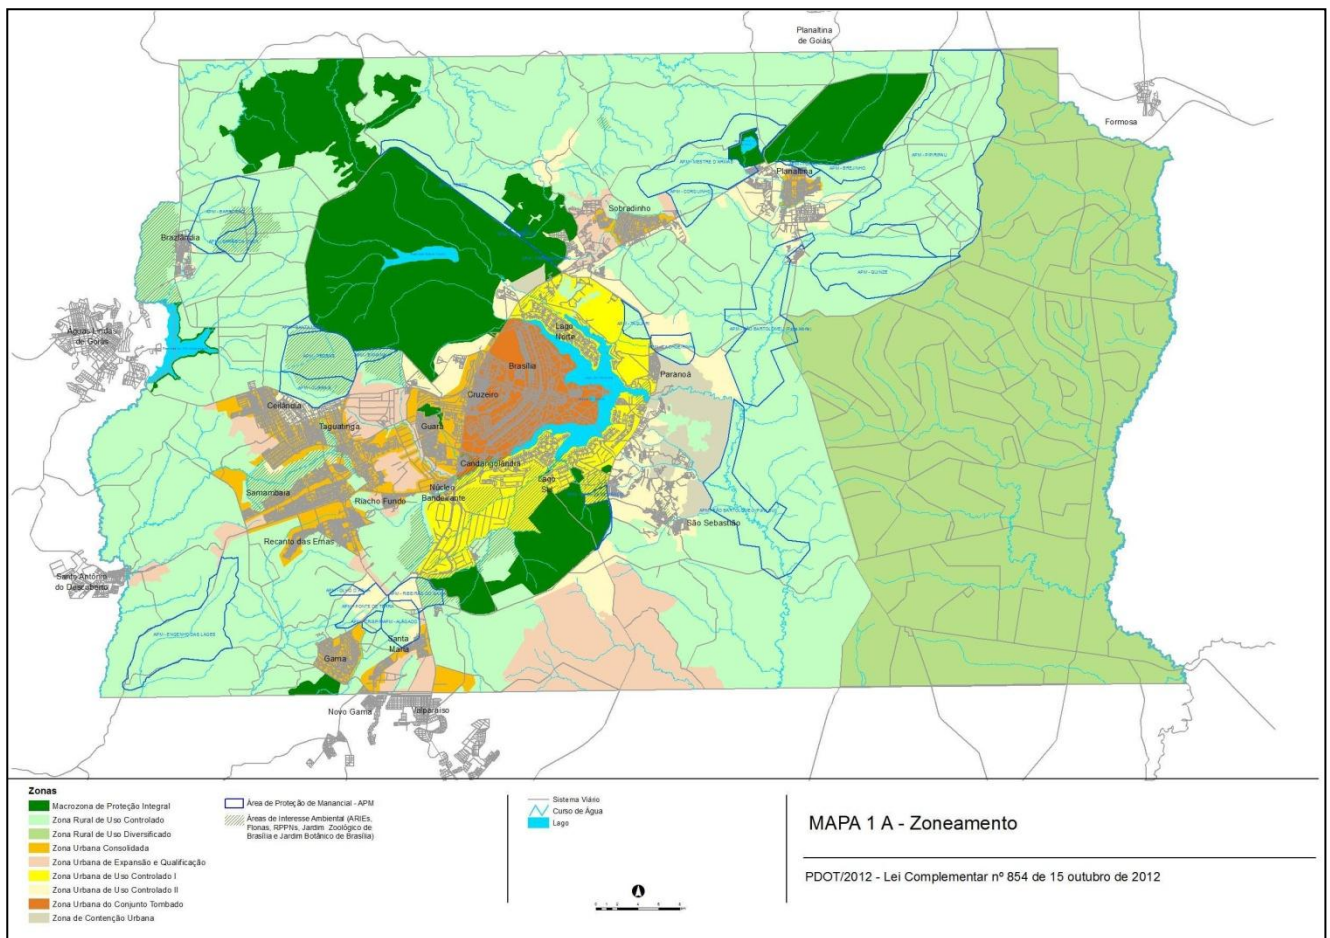 Planaltina
de Goiás
Formosa
Planaltina
Sobradinho
Brazlândia
Águas Lindas
de Goiás
Lago
Norte
Brasília
Paranoá
Cruzeiro
Ceilândia
Taguatinga
Guará
Candangolândia
Lago
Sul
Núcleo
Bandeirante
Samambaia
Riacho Fundo
São Sebastião
Recanto das Emas
Santo Antônio
do Descoberto
APM - ENGENHO DAS LAGES
Santa
Maria
Gama
Novo Gama
Valparaíso
Zonas
Macrozona de Proteção Integral
Zona Rural de Uso Controlado
Zona Rural de Uso Diversificado
Zona Urbana Consolidada
Zona Urbana de Expansão e Qualificação
Zona Urbana de Uso Controlado I
Zona Urbana de Uso Controlado II
Zona Urbana do Conjunto Tombado
Zona de Contenção Urbana
Área de Proteção de Manancial - APM
Áreas de Interesse Ambiental (ARIEs,
Flonas, RPPNs, Jardim Zoológico de
Brasília e Jardim Botânico de Brasília)
Sistema Viário
Curso de Água
Lago
MAPA 1 A - Zoneamento
PDOT/2012 - Lei Complementar nº 854 de 15 outubro de 2012